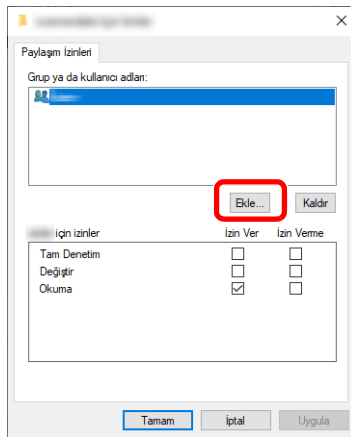 Paylaşım İzinleri
Grup ya da kullanıcı adları:
Ekle...
Kaldır
için izinler
İzin Ver
İzin Verme
Tam Denetim
Değiştir
Okuma
Tamam
İptal
Uygula